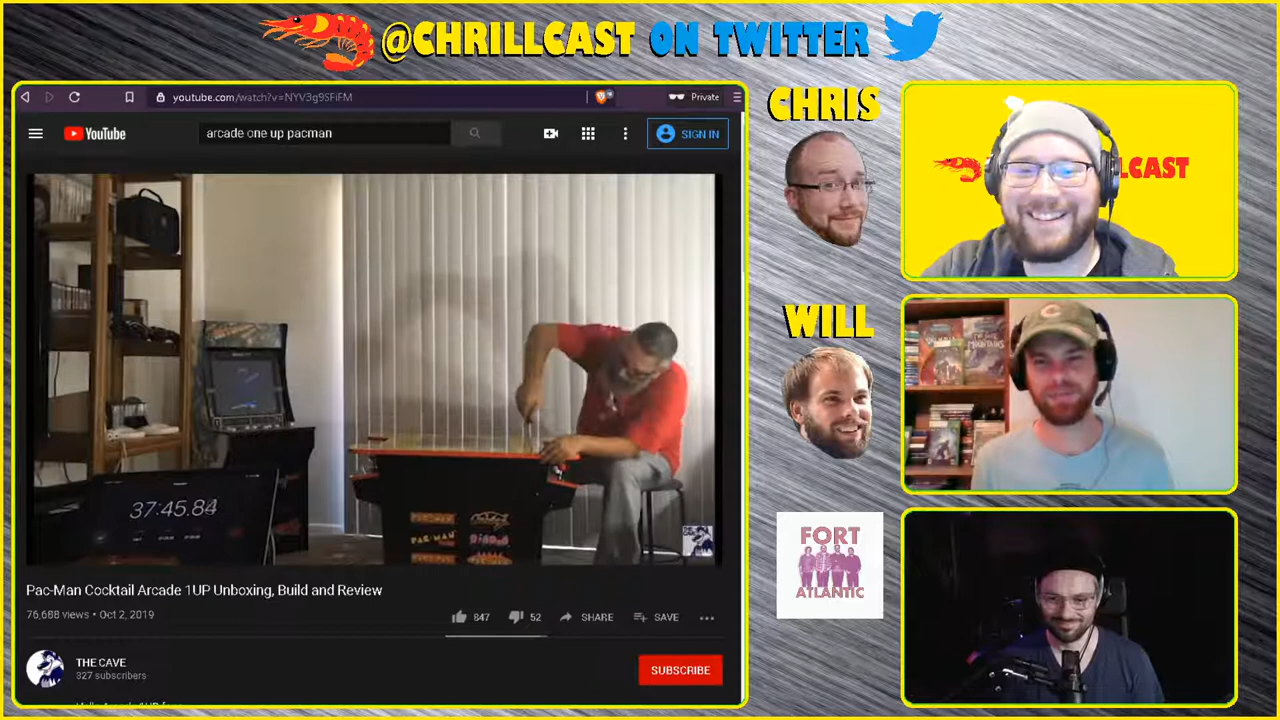 @CHRILLCAST ON TWITTER
youtube.com/watch?v=NYV3g9SFiFM
Private
YouTube
arcade one up pacman
SIGN IN
37:45.84
PAC-MAN
Pac-Man Cocktail Arcade 1UP Unboxing, Build and Review
76,688 views • Oct 2, 2019
847
52
SHARE
SAVE
THE CAVE
327 subscribers
SUBSCRIBE
CHRIS
LCAST
WILL
FORT
ATLANTIC